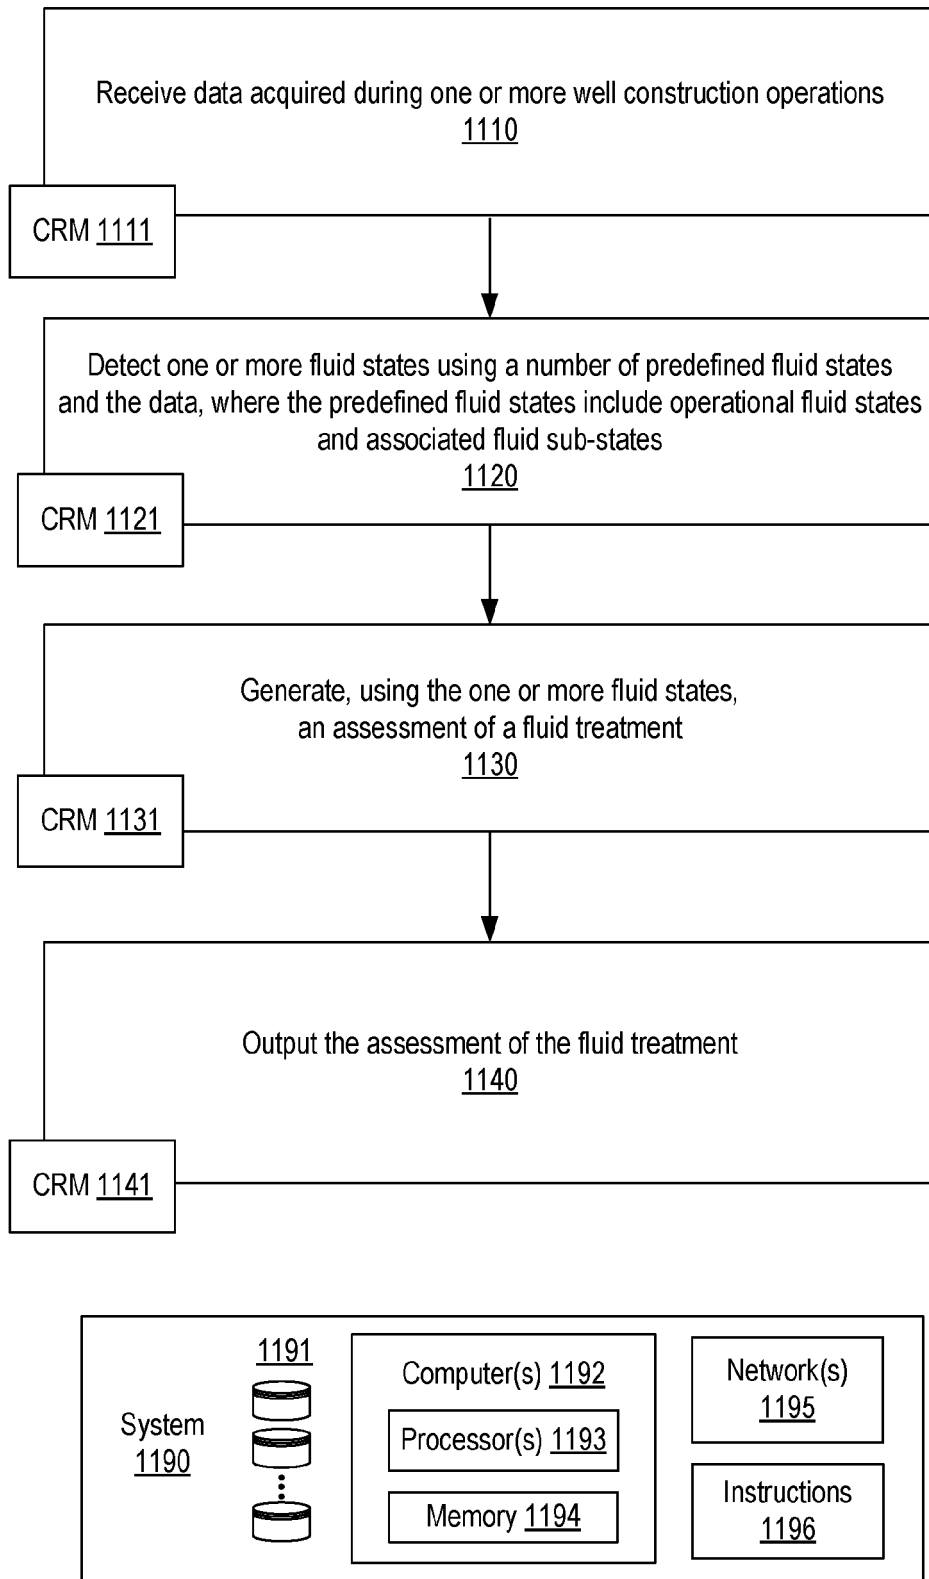 Receive data acquired during one or more well construction operations
1110
CRM 1111
Detect one or more fluid states using a number of predefined fluid states
and the data, where the predefined fluid states include operational fluid states
and associated fluid sub-states
1120
CRM 1121
Generate, using the one or more fluid states,
an assessment of a fluid treatment
1130
CRM 1131
Output the assessment of the fluid treatment
1140
CRM 1141
System
1190
1191
Computer(s) 1192
Processor(s) 1193
Memory 1194
Network(s)
1195
Instructions
1196